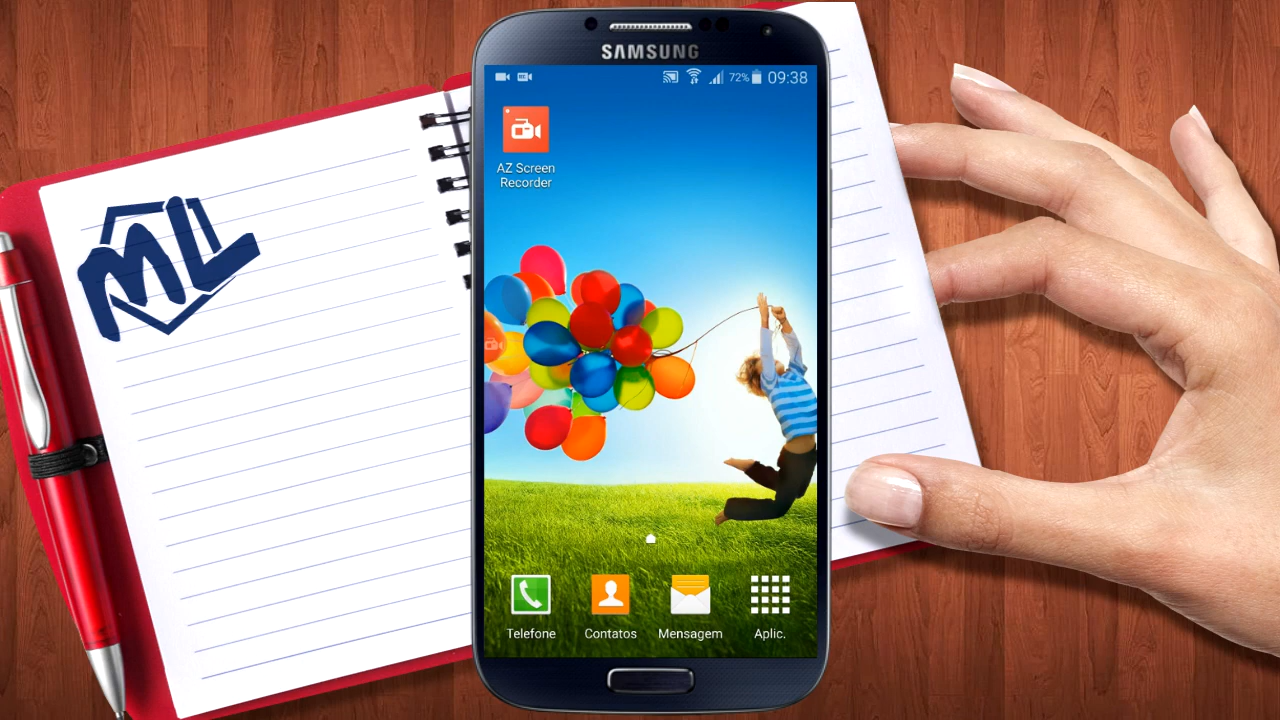 SAMSUNG
72% 09:38
AZ Screen
Recorder
ML
Telefone Contatos Mensagem Aplic.